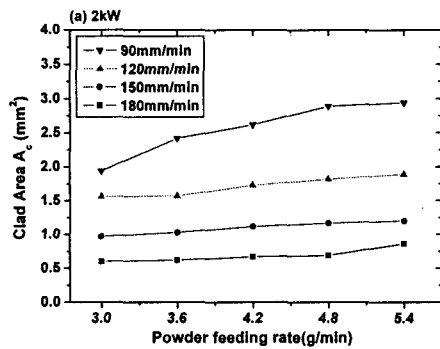 (a) 2kW
4.0
3.5
3.0
2.5
2.0
1.5
1.0
0.5
0.0
Clad Area A_c (mm²)
90mm/min
120mm/min
150mm/min
180mm/min
3.0 3.6 4.2 4.8 5.4
Powder feeding rate(g/min)